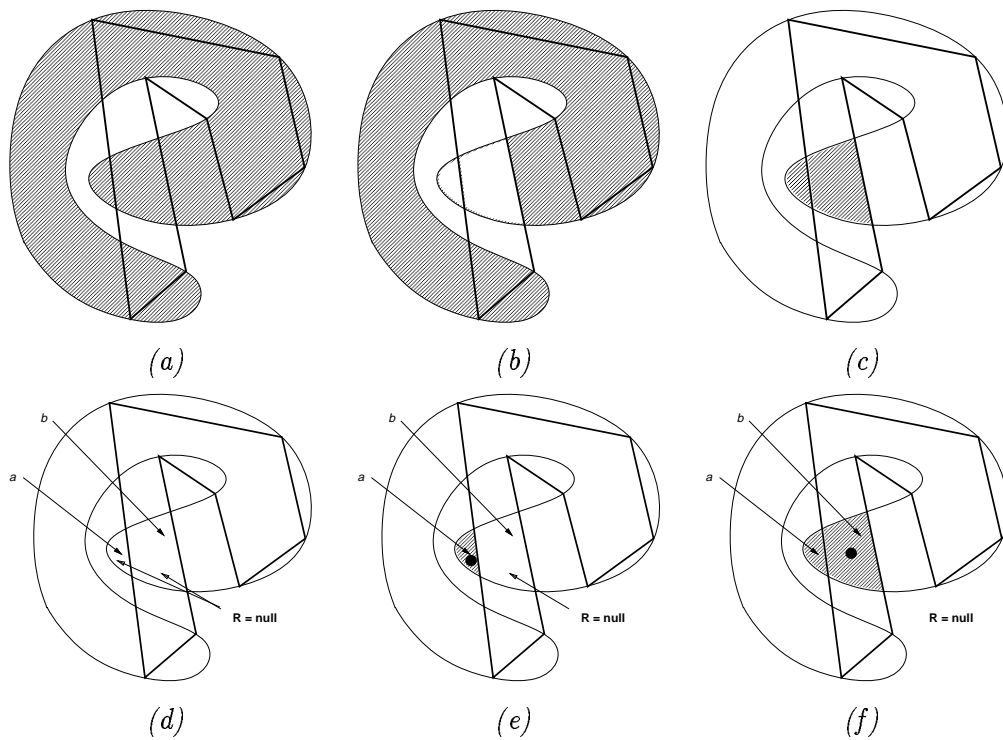 (a) (b) (c)
b b b
a a a
R = null R = null R = null
(d) (e) (f)